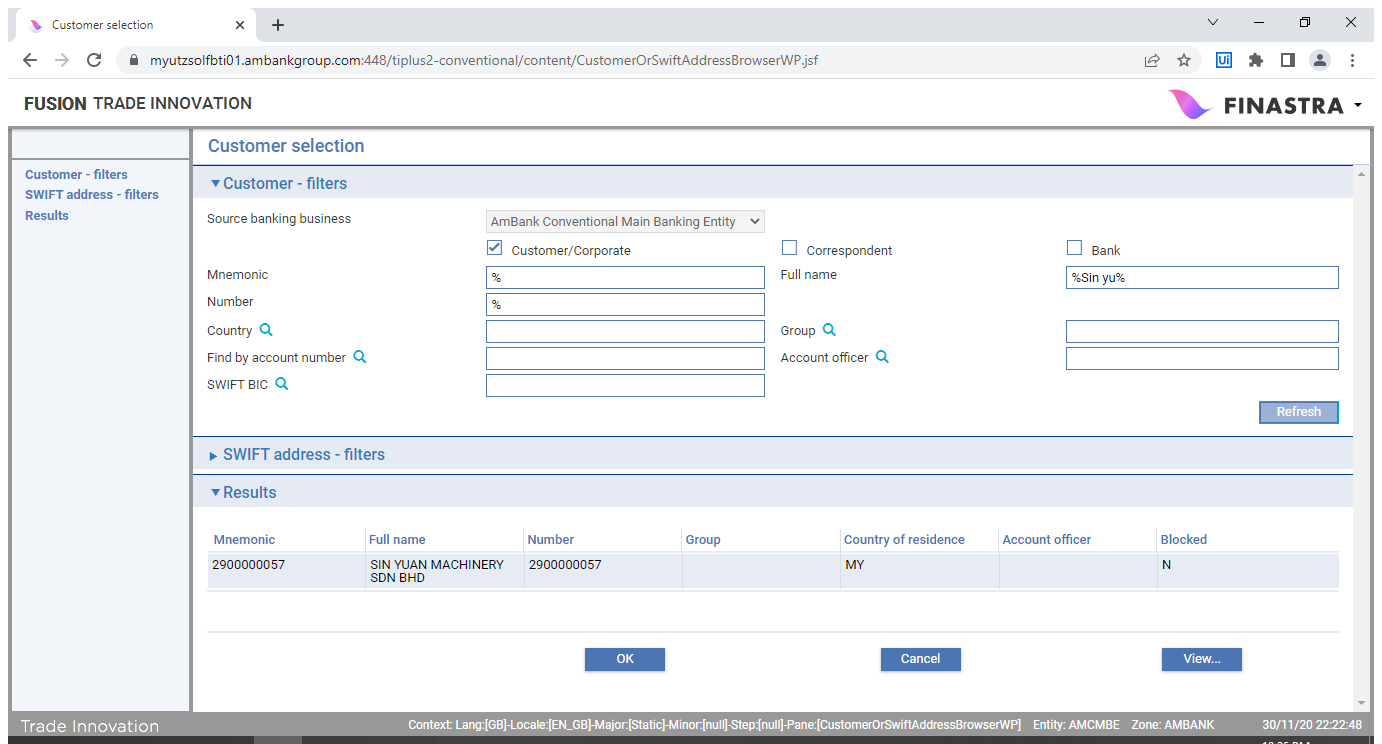 Customer selection
myutzsolfbti01.ambankgroup.com:448/tiplus2-conventional/content/CustomerOrSwiftAddressBrowserWP.jsf
Ui
FUSION TRADE INNOVATION
FINASTRA
Customer selection
Customer - filters
SWIFT address - filters
Results
Customer - filters
Source banking business
AmBank Conventional Main Banking Entity
Customer/Corporate
Correspondent
Bank
Mnemonic
%
Full name
%Sin yu%
Number
%
Country
Group
Find by account number
Account officer
SWIFT BIC
Refresh
SWIFT address - filters
Results
Mnemonic Full name Number Group Country of residence Account officer Blocked
2900000057 SIN YUAN MACHINERY 2900000057 MY N
SDN BHD
OK Cancel View...
Trade Innovation
Context: Lang:[GB]-Locale:[EN_GB]-Major:[Static]-Minor:[null]-Step:[null]-Pane:[CustomerOrSwiftAddressBrowserWP] Entity: AMCMBE Zone: AMBANK 30/11/20 22:22:48